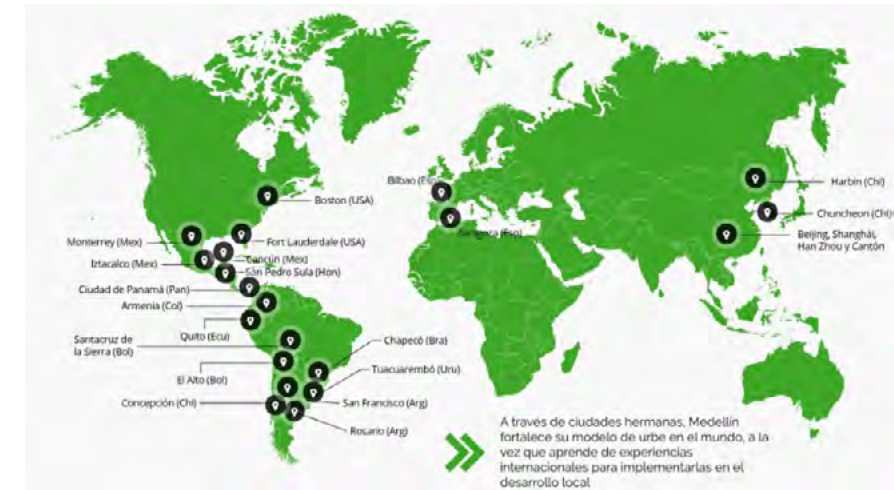 Boston (USA)
Monterrey (Mex)
Fort Lauderdale (USA)
Cancún (Mex)
Iztacalco (Mex)
San Pedro Sula (Hon)
Ciudad de Panamá (Pan)
Armenia (Col)
Quito (Ecu)
Santacruz de
la Sierra (Bol)
El Alto (Bol)
Concepción (Chi)
Chapecó (Bra)
Tuacuarembó (Uru)
San Francisco (Arg)
Rosario (Arg)
Bilbao (Esp)
(Esp)
Harbin (Chi)
Chuncheon (Chi)
Beijing, Shanghái,
Han Zhou y Cantón
A través de ciudades hermanas, Medellín
fortalece su modelo de urbe en el mundo, a la
vez que aprende de experiencias
internacionales para implementarlas en el
desarrollo local